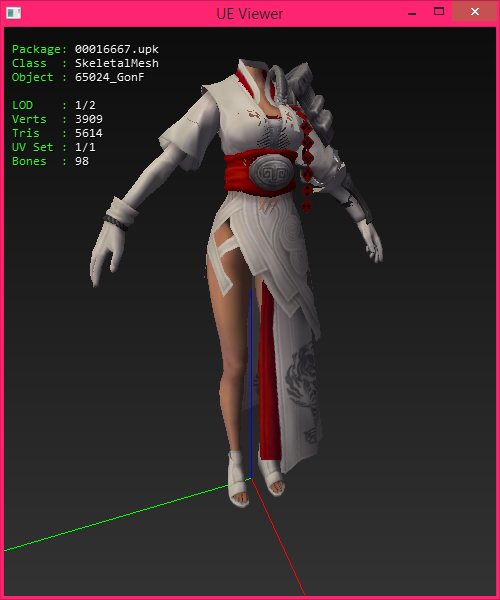 UE Viewer
Package: 00016667.upk
Class : SkeletalMesh
Object : 65024_GonF
LOD : 1/2
Verts : 3909
Tris : 5614
UV Set : 1/1
Bones : 98